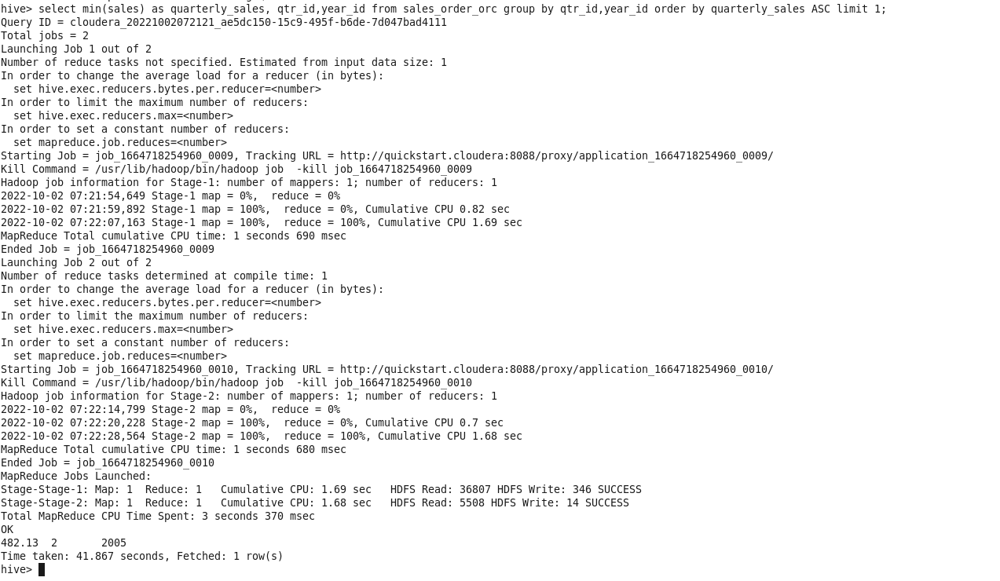 hive> select min(sales) as quarterly_sales, qtr_id,year_id from sales_order_orc group by qtr_id,year_id order by quarterly_sales ASC limit 1;
Query ID = cloudera_20221002072121_ae5dc150-15c9-495f-b6de-7d047bad4111
Total jobs = 2
Launching Job 1 out of 2
Number of reduce tasks not specified. Estimated from input data size: 1
In order to change the average load for a reducer (in bytes):
  set hive.exec.reducers.bytes.per.reducer=<number>
In order to limit the maximum number of reducers:
  set hive.exec.reducers.max=<number>
In order to set a constant number of reducers:
  set mapreduce.job.reduces=<number>
Starting Job = job_1664718254960_0009, Tracking URL = http://quickstart.cloudera:8088/proxy/application_1664718254960_0009/
Kill Command = /usr/lib/hadoop/bin/hadoop job  -kill job_1664718254960_0009
Hadoop job information for Stage-1: number of mappers: 1; number of reducers: 1
2022-10-02 07:21:54,649 Stage-1 map = 0%,  reduce = 0%
2022-10-02 07:21:59,892 Stage-1 map = 100%,  reduce = 0%, Cumulative CPU 0.82 sec
2022-10-02 07:22:07,163 Stage-1 map = 100%,  reduce = 100%, Cumulative CPU 1.69 sec
MapReduce Total cumulative CPU time: 1 seconds 690 msec
Ended Job = job_1664718254960_0009
Launching Job 2 out of 2
Number of reduce tasks determined at compile time: 1
In order to change the average load for a reducer (in bytes):
  set hive.exec.reducers.bytes.per.reducer=<number>
In order to limit the maximum number of reducers:
  set hive.exec.reducers.max=<number>
In order to set a constant number of reducers:
  set mapreduce.job.reduces=<number>
Starting Job = job_1664718254960_0010, Tracking URL = http://quickstart.cloudera:8088/proxy/application_1664718254960_0010/
Kill Command = /usr/lib/hadoop/bin/hadoop job  -kill job_1664718254960_0010
Hadoop job information for Stage-2: number of mappers: 1; number of reducers: 1
2022-10-02 07:22:14,799 Stage-2 map = 0%,  reduce = 0%
2022-10-02 07:22:20,228 Stage-2 map = 100%,  reduce = 0%, Cumulative CPU 0.7 sec
2022-10-02 07:22:28,564 Stage-2 map = 100%,  reduce = 100%, Cumulative CPU 1.68 sec
MapReduce Total cumulative CPU time: 1 seconds 680 msec
Ended Job = job_1664718254960_0010
MapReduce Jobs Launched:
Stage-Stage-1: Map: 1  Reduce: 1   Cumulative CPU: 1.69 sec   HDFS Read: 36807 HDFS Write: 346 SUCCESS
Stage-Stage-2: Map: 1  Reduce: 1   Cumulative CPU: 1.68 sec   HDFS Read: 5508 HDFS Write: 14 SUCCESS
Total MapReduce CPU Time Spent: 3 seconds 370 msec
OK
482.13  2       2005
Time taken: 41.867 seconds, Fetched: 1 row(s)
hive>